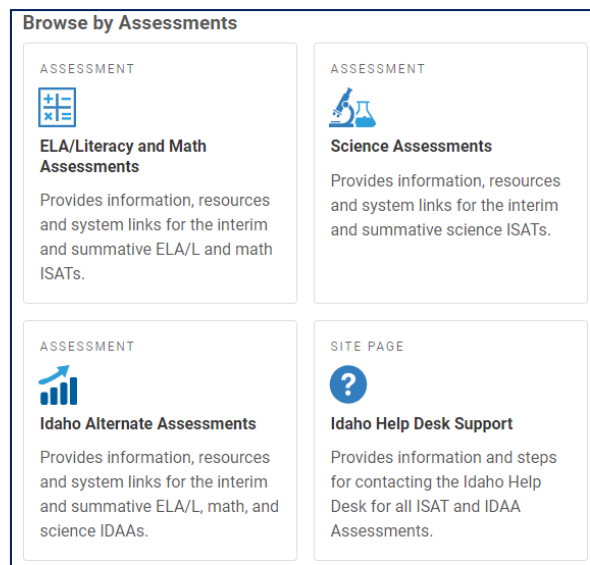 Browse by Assessments
ASSESSMENT
ELA/Literacy and Math
Assessments
Provides information, resources
and system links for the interim
and summative ELA/L and math
ISATs.
ASSESSMENT
Science Assessments
Provides information, resources
and system links for the interim
and summative science ISATs.
ASSESSMENT
Idaho Alternate Assessments
Provides information, resources
and system links for the interim
and summative ELA/L, math, and
science IDAAs.
SITE PAGE
Idaho Help Desk Support
Provides information and steps
for contacting the Idaho Help
Desk for all ISAT and IDAA
Assessments.